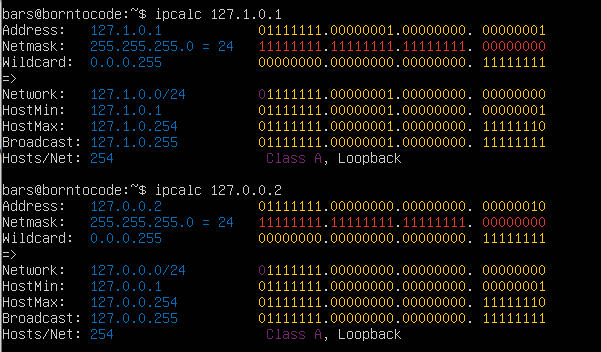 bars@borntocode:~$ ipcalc 127.1.0.1
Address:   127.1.0.1            01111111.00000001.00000000. 00000001
Netmask:   255.255.255.0 = 24   11111111.11111111.11111111. 00000000
Wildcard:  0.0.0.255            00000000.00000000.00000000. 11111111
=>
Network:   127.1.0.0/24         01111111.00000001.00000000. 00000000
HostMin:   127.1.0.1            01111111.00000001.00000000. 00000001
HostMax:   127.1.0.254          01111111.00000001.00000000. 11111110
Broadcast: 127.1.0.255          01111111.00000001.00000000. 11111111
Hosts/Net: 254                   Class A, Loopback
bars@borntocode:~$ ipcalc 127.0.0.2
Address:   127.0.0.2            01111111.00000000.00000000. 00000010
Netmask:   255.255.255.0 = 24   11111111.11111111.11111111. 00000000
Wildcard:  0.0.0.255            00000000.00000000.00000000. 11111111
=>
Network:   127.0.0.0/24         01111111.00000000.00000000. 00000000
HostMin:   127.0.0.1            01111111.00000000.00000000. 00000001
HostMax:   127.0.0.254          01111111.00000000.00000000. 11111110
Broadcast: 127.0.0.255          01111111.00000000.00000000. 11111111
Hosts/Net: 254                   Class A, Loopback